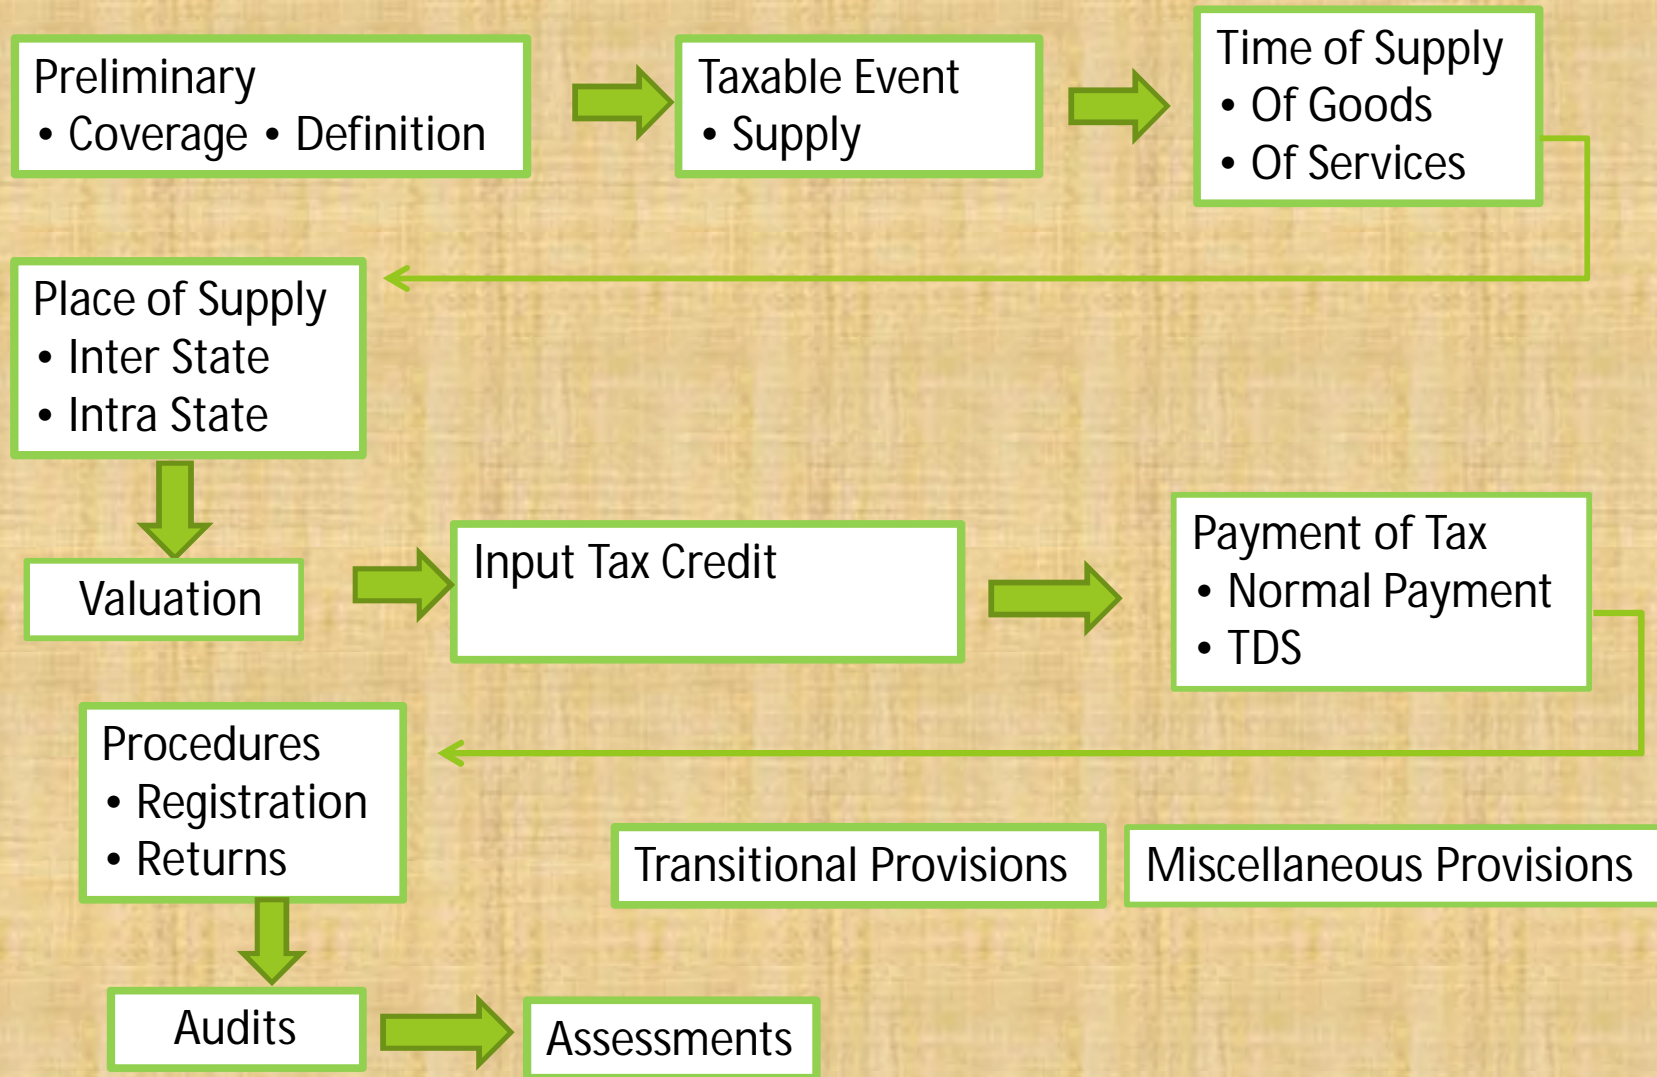 Preliminary
• Coverage • Definition
Taxable Event
• Supply
Time of Supply
• Of Goods
• Of Services
Place of Supply
• Inter State
• Intra State
Valuation
Input Tax Credit
Payment of Tax
• Normal Payment
• TDS
Procedures
• Registration
• Returns
Transitional Provisions
Miscellaneous Provisions
Audits
Assessments